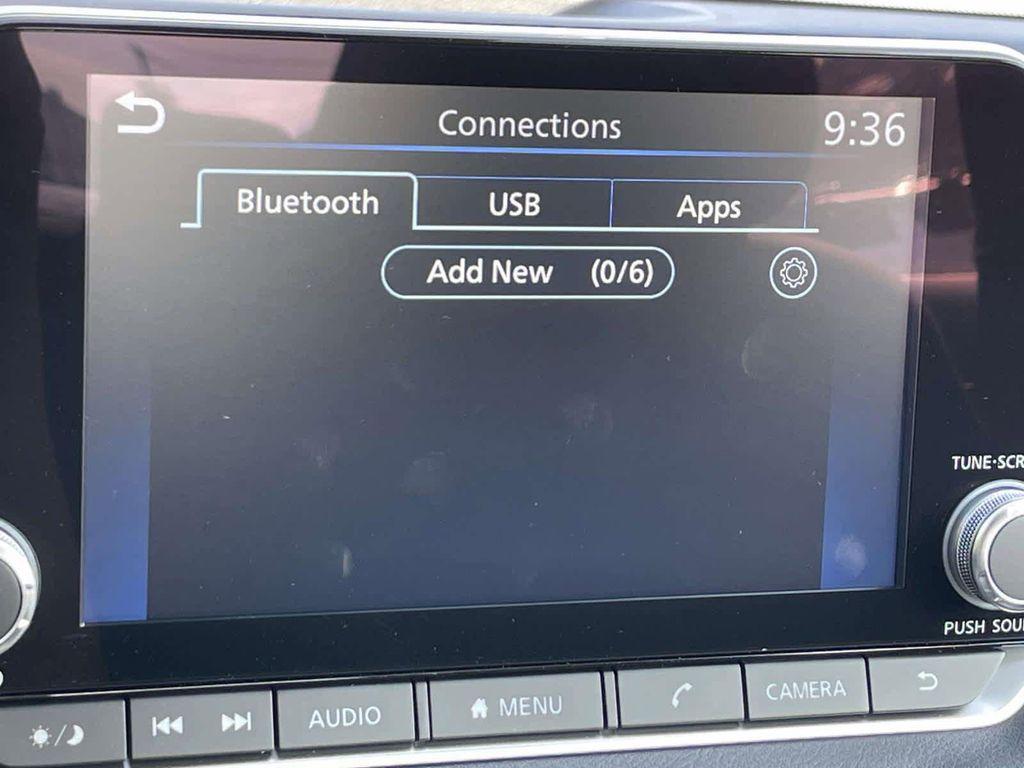 Connections
9:36
Bluetooth USB Apps
Add New (0/6)
TUNE·SCR
PUSH SOU
AUDIO
MENU
CAMERA